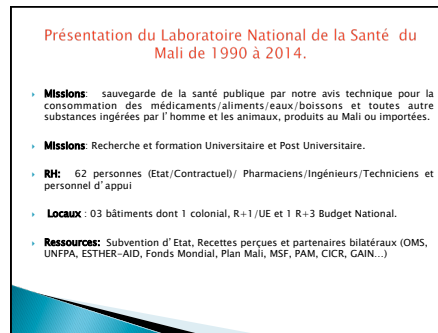 Présentation du Laboratoire National de la Santé du
Mali de 1990 à 2014.
Missions: sauvegarde de la santé publique par notre avis technique pour la
consommation des médicaments/aliments/eaux/boissons et toutes autre
substances ingérées par l'homme et les animaux, produits au Mali ou importées.
Missions: Recherche et formation Universitaire et Post Universitaire.
RH: 62 personnes (Etat/Contractuel)/ Pharmaciens/Ingénieurs/Techniciens et
personnel d'appui
Locaux : 03 bâtiments dont 1 colonial, R+1/UE et 1 R+3 Budget National.
Ressources: Subvention d'Etat, Recettes perçues et partenaires bilatéraux (OMS,
UNFPA, ESTHER-AID, Fonds Mondial, Plan Mali, MSF, PAM, CICR, GAIN...)